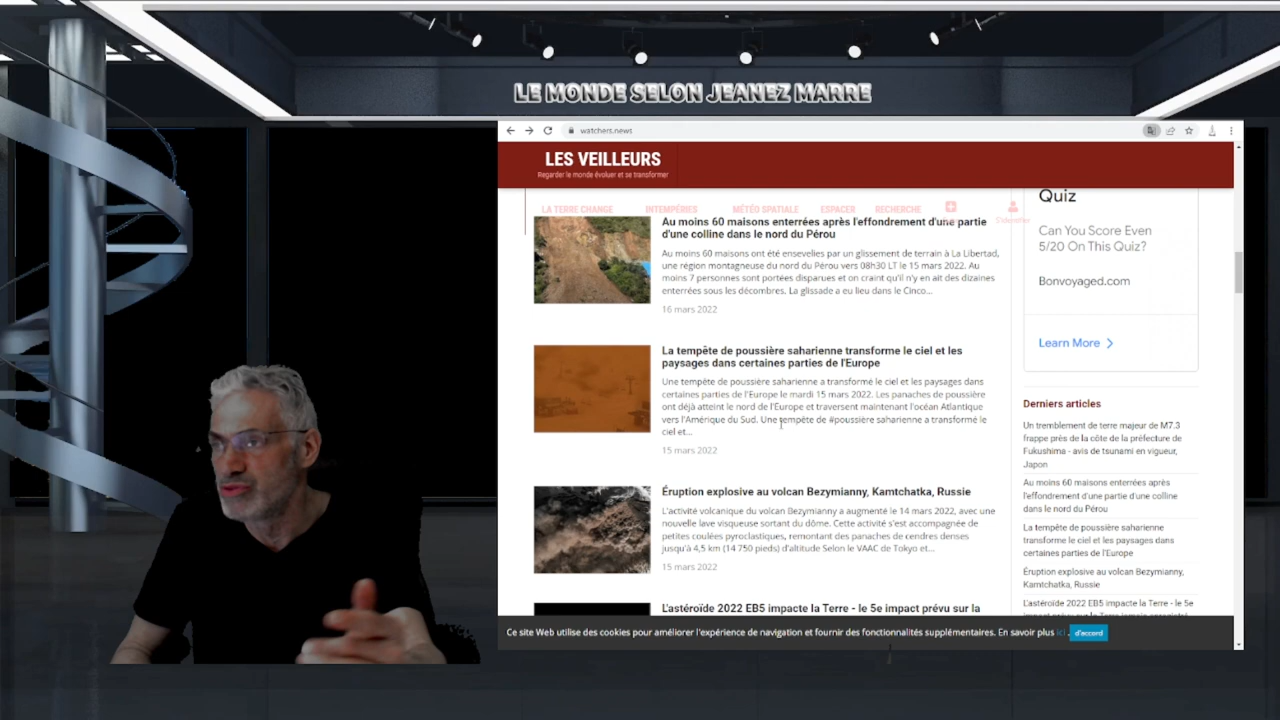 LE MONDE SELON JEANEZ MARRE
watchers.news
LES VEILLEURS
Regarder le monde évoluer et se transformer
LA TERRE CHANGE
INTEMPÉRIES
MÉTÉO SPATIALE
ESPACER
RECHERCHE
S'identifier
Au moins 60 maisons enterrées après l'effondrement d'une partie
d'une colline dans le nord du Pérou
Au moins 60 maisons ont été ensevelies par un glissement de terrain à La Libertad,
une région montagneuse du nord du Pérou vers 08h30 LT le 15 mars 2022. Au
moins 7 personnes sont portées disparues et on craint qu'il n'y en ait des dizaines
enterrées sous les décombres. La glissade a eu lieu dans le Cinco...
16 mars 2022
La tempête de poussière saharienne transforme le ciel et les
paysages dans certaines parties de l'Europe
Une tempête de poussière saharienne a transformé le ciel et les paysages dans
certaines parties de l'Europe le mardi 15 mars 2022. Les panaches de poussière
ont déjà atteint le nord de l'Europe et traversent maintenant l'océan Atlantique
vers l'Amérique du Sud. Une tempête de #poussière saharienne a transformé le
ciel et...
15 mars 2022
Éruption explosive au volcan Bezymianny, Kamtchatka, Russie
L'activité volcanique du volcan Bezymianny a augmenté le 14 mars 2022, avec une
nouvelle lave visqueuse sortant du dôme. Cette activité s'est accompagnée de
petites coulées pyroclastiques, remontant des panaches de cendres denses
jusqu'à 4,5 km (14 750 pieds) d'altitude Selon le VAAC de Tokyo et...
15 mars 2022
L'astéroïde 2022 EB5 impacte la Terre - le 5e impact prévu sur la
Quiz
Can You Score Even
5/20 On This Quiz?
Bonvoyaged.com
Learn More
Derniers articles
Un tremblement de terre majeur de M7.3
frappe près de la côte de la préfecture de
Fukushima - avis de tsunami en vigueur,
Japon
Au moins 60 maisons enterrées après
l'effondrement d'une partie d'une colline
dans le nord du Pérou
La tempête de poussière saharienne
transforme le ciel et les paysages dans
certaines parties de l'Europe
Éruption explosive au volcan Bezymianny,
Kamtchatka, Russie
L'astéroïde 2022 EB5 impacte la Terre - le 5e
Ce site Web utilise des cookies pour améliorer l'expérience de navigation et fournir des fonctionnalités supplémentaires. En savoir plus ici . d'accord